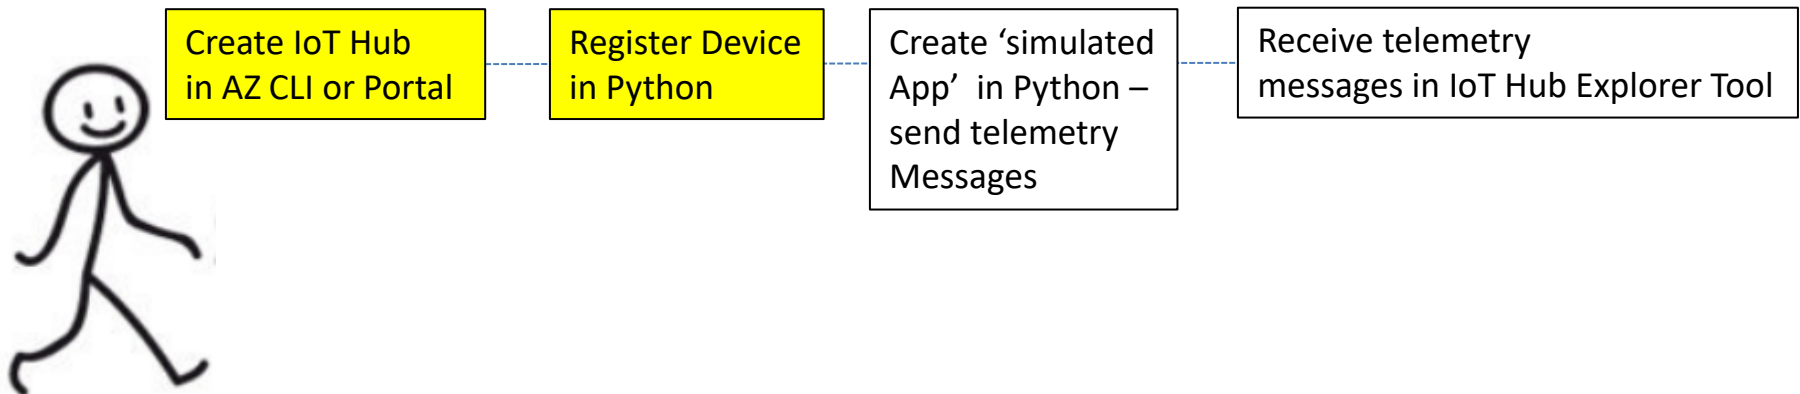 Create IoT Hub
in AZ CLI or Portal
Register Device
in Python
Create ‘simulated
App’ in Python –
send telemetry
Messages
Receive telemetry
messages in IoT Hub Explorer Tool